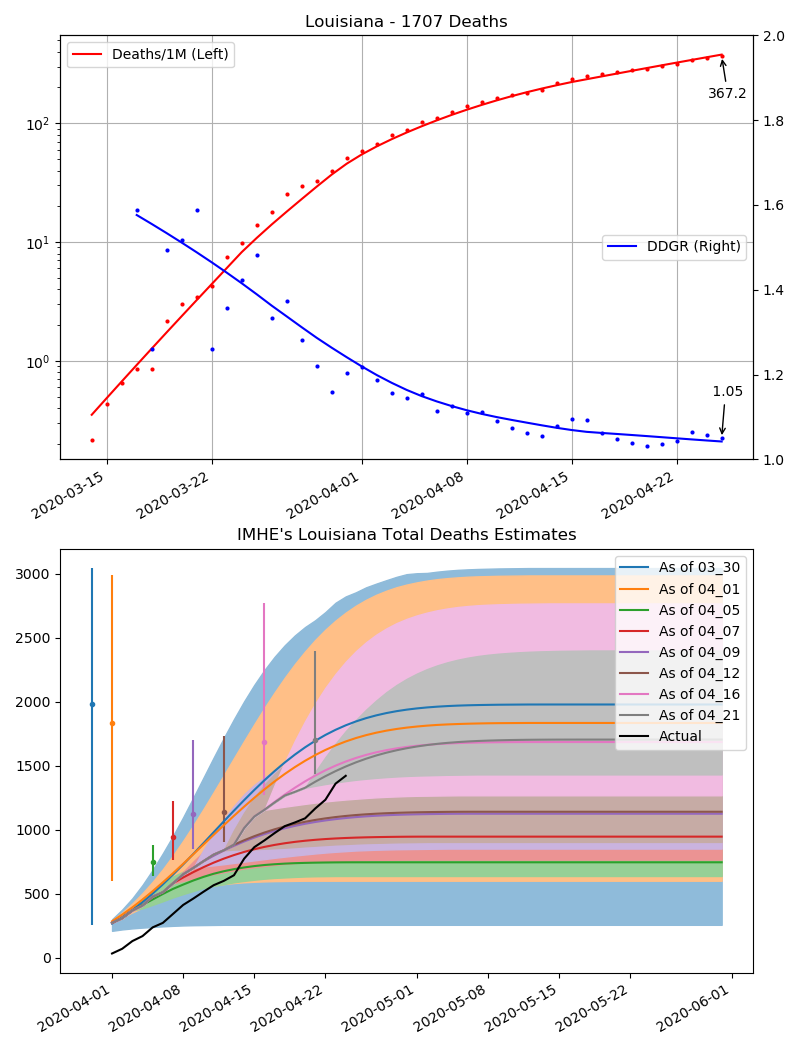 Louisiana - 1707 Deaths
Deaths/1M (Left)
DDGR (Right)
367.2
1.05
10²
10¹
10⁰
2.0
1.8
1.6
1.4
1.2
1.0
2020-03-15
2020-03-22
2020-04-01
2020-04-08
2020-04-15
2020-04-22
IMHE's Louisiana Total Deaths Estimates
3000
2500
2000
1500
1000
500
0
As of 03_30
As of 04_01
As of 04_05
As of 04_07
As of 04_09
As of 04_12
As of 04_16
As of 04_21
Actual
2020-04-01
2020-04-08
2020-04-15
2020-04-22
2020-05-01
2020-05-08
2020-05-15
2020-05-22
2020-06-01